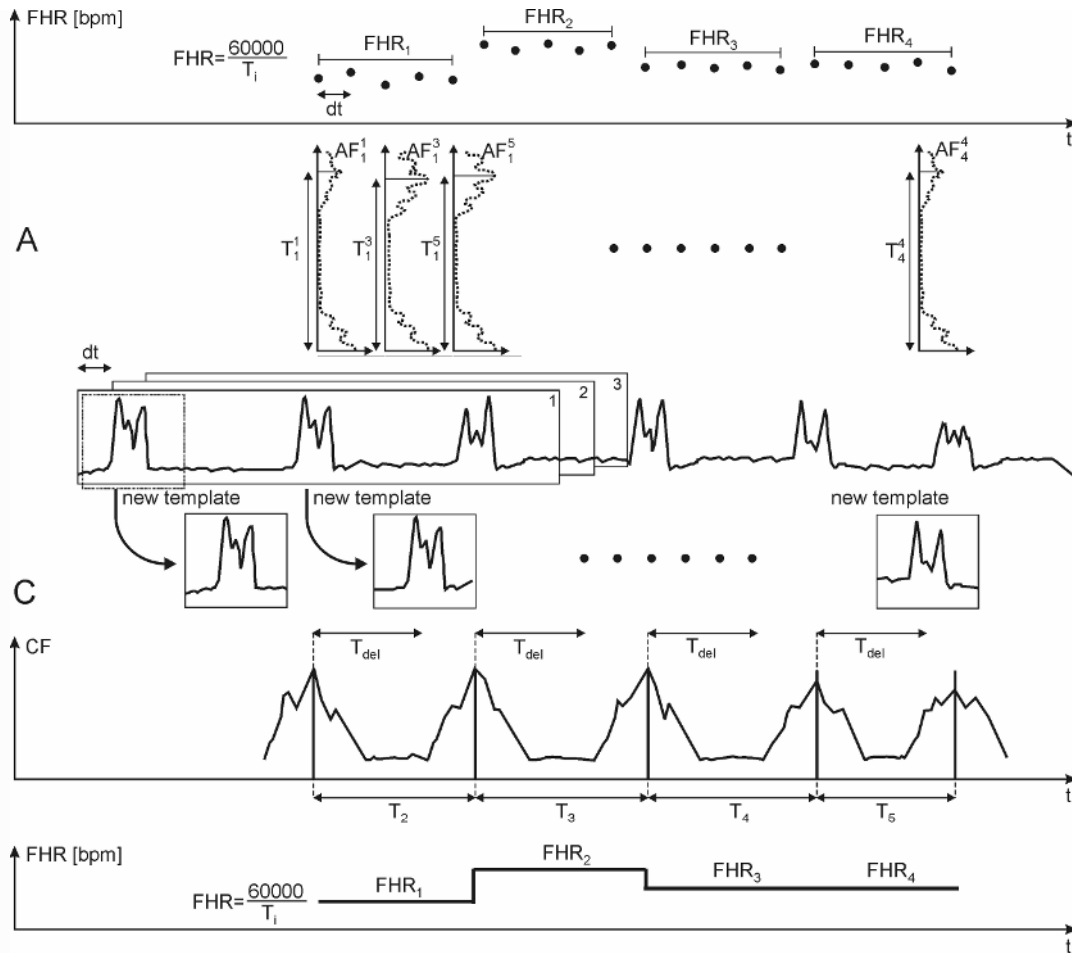 FHR [bpm]
FHR₁
FHR₂
FHR₃
FHR₄
FHR=60000/Tᵢ
dt
t
AF₁¹
AF₁³
AF₁⁵
AF₄⁴
A
T₁¹
T₁³
T₁⁵
T₄⁴
dt
1
2
3
new template
new template
new template
C
CF
T_del
T_del
T_del
T_del
t
T₂
T₃
T₄
T₅
FHR [bpm]
FHR₁
FHR₂
FHR₃
FHR₄
FHR=60000/Tᵢ
t